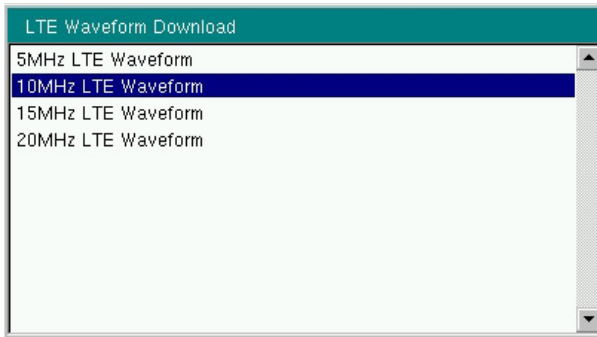 LTE Waveform Download
5MHz LTE Waveform
10MHz LTE Waveform
15MHz LTE Waveform
20MHz LTE Waveform